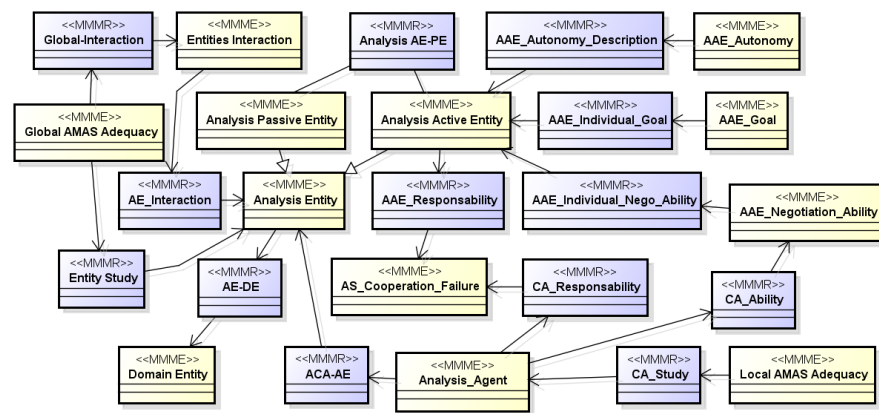 <<MMMR>>
Global-Interaction
<<MMME>>
Entities Interaction
<<MMMR>>
Analysis AE-PE
<<MMMR>>
AAE_Autonomy_Description
<<MMME>>
AAE_Autonomy
<<MMME>>
Global AMAS Adequacy
<<MMME>>
Analysis Passive Entity
<<MMME>>
Analysis Active Entity
<<MMMR>>
AAE_Individual_Goal
<<MMME>>
AAE_Goal
<<MMMR>>
AE_Interaction
<<MMME>>
Analysis Entity
<<MMMR>>
AAE_Responsability
<<MMMR>>
AAE_Individual_Nego_Ability
<<MMME>>
AAE_Negotiation_Ability
<<MMMR>>
Entity Study
<<MMMR>>
AE-DE
<<MMME>>
AS_Cooperation_Failure
<<MMMR>>
CA_Responsability
<<MMMR>>
CA_Ability
<<MMME>>
Domain Entity
<<MMMR>>
ACA-AE
<<MMME>>
Analysis_Agent
<<MMMR>>
CA_Study
<<MMME>>
Local AMAS Adequacy